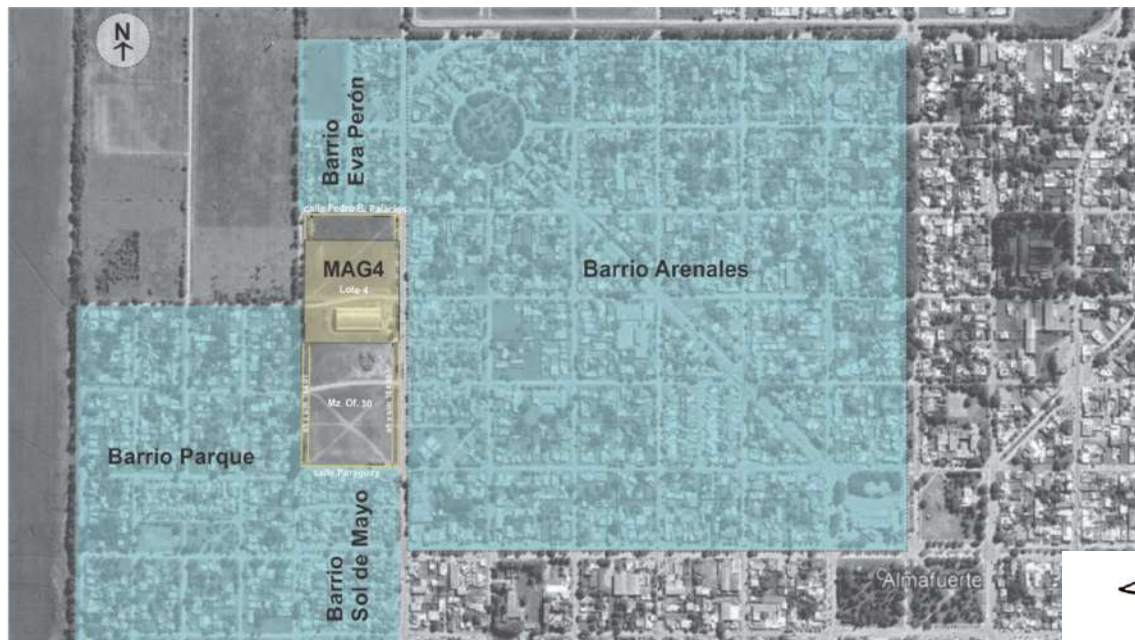 N
Barrio
Eva Perón
calle Pedro B. Palacios
MAG4
Lote 4
Barrio Arenales
Mz. Of. 30
Barrio Parque
calle Paraguay
Barrio
Sol de Mayo
Almafuerte